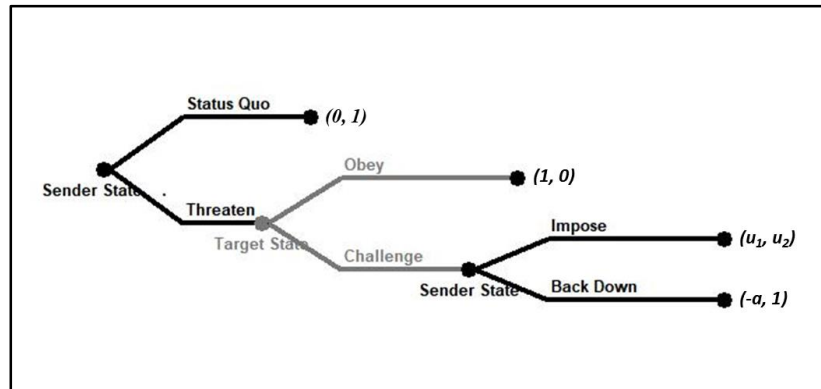 Status Quo
(0, 1)
Sender State
Obey
(1, 0)
Threaten
Target State
Impose
(u₁, u₂)
Challenge
Sender State
Back Down
(-a, 1)